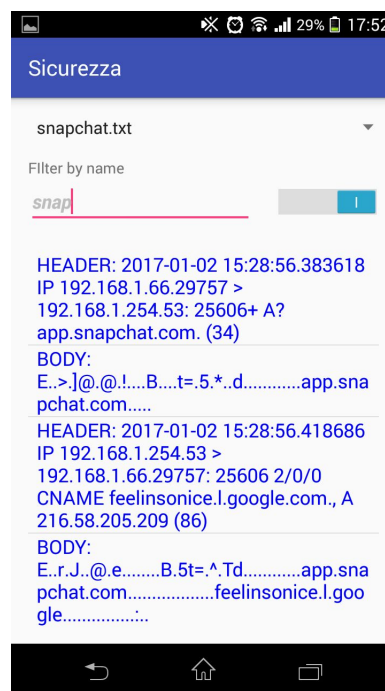 29% 17:52
Sicurezza
snapchat.txt
FIlter by name
snap
I
HEADER: 2017-01-02 15:28:56.383618
IP 192.168.1.66.29757 >
192.168.1.254.53: 25606+ A?
app.snapchat.com. (34)
BODY:
E..>.]@.@.!....B....t=.5.*..d............app.sna
pchat.com.....
HEADER: 2017-01-02 15:28:56.418686
IP 192.168.1.254.53 >
192.168.1.66.29757: 25606 2/0/0
CNAME feelinsonice.l.google.com., A
216.58.205.209 (86)
BODY:
E..r.J..@.e........B.5t=.^.Td............app.sna
pchat.com..................feelinsonice.l.goo
gle...............:..